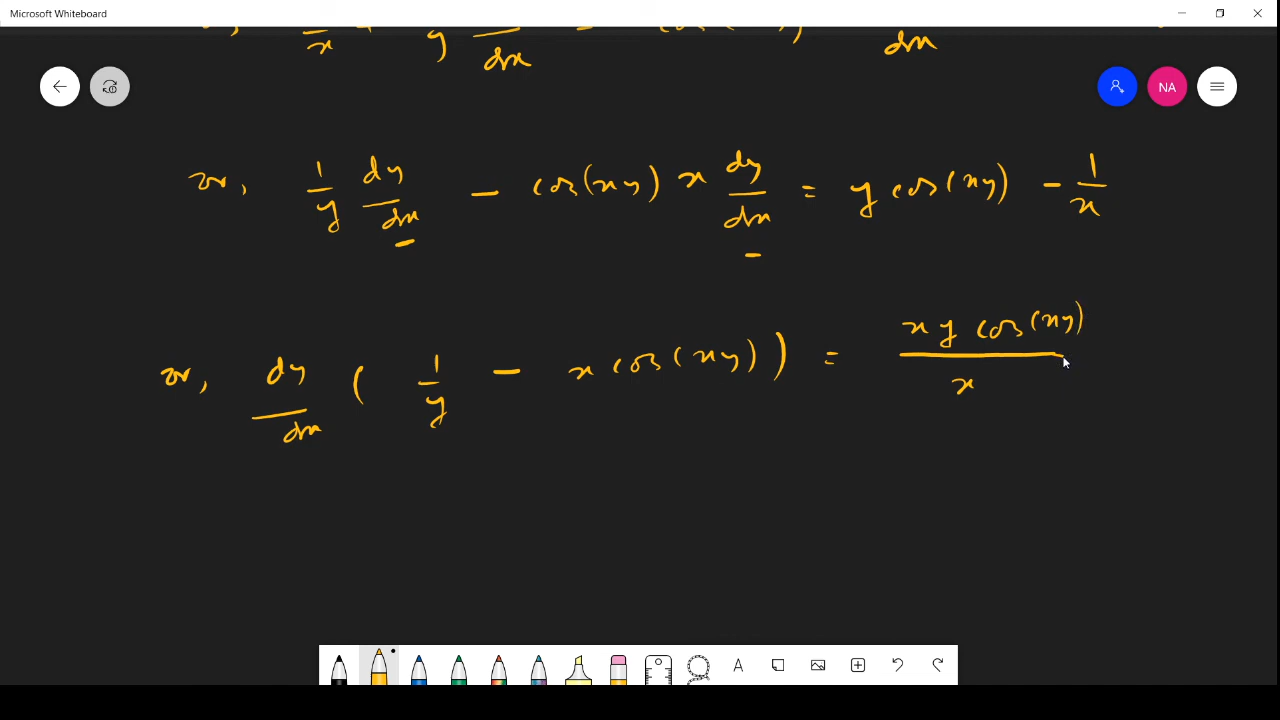 Microsoft Whiteboard
NA
or, 1/y dy/dx - cos(xy) x dy/dx = y cos(xy) - 1/x
or, dy/dx ( 1/y - x cos(xy) ) = xy cos(xy)/x
A